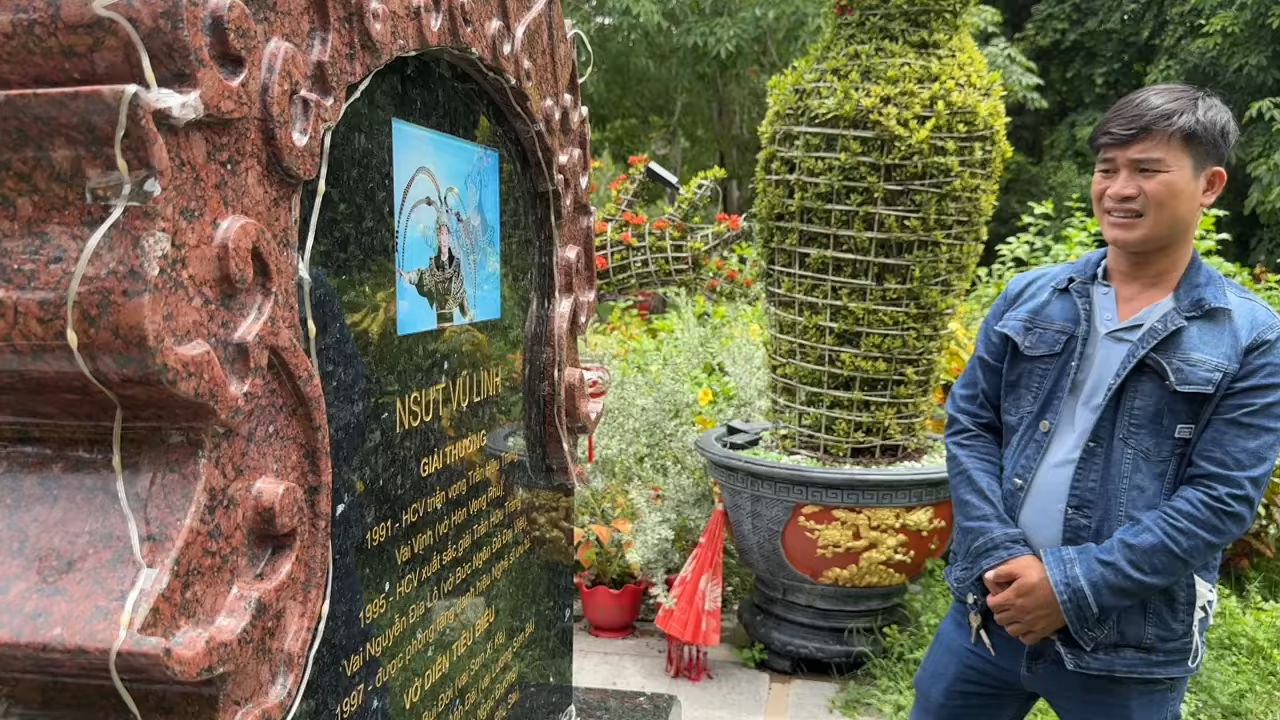 NSƯT VŨ LINH
GIẢI THƯỞNG
1991 - HCV triển vọng Trần Hữu Trang
Vai Vịnh (vở Hòn Vọng Phu)
1995 - HCV xuất sắc giải Trần Hữu Trang
Vai Nguyễn Địa Lô (vở Bức Ngôn Đồ Đại Việt)
1997 - được phong tặng danh hiệu Nghệ sĩ ưu tú
VỞ DIỄN TIÊU BIỂU